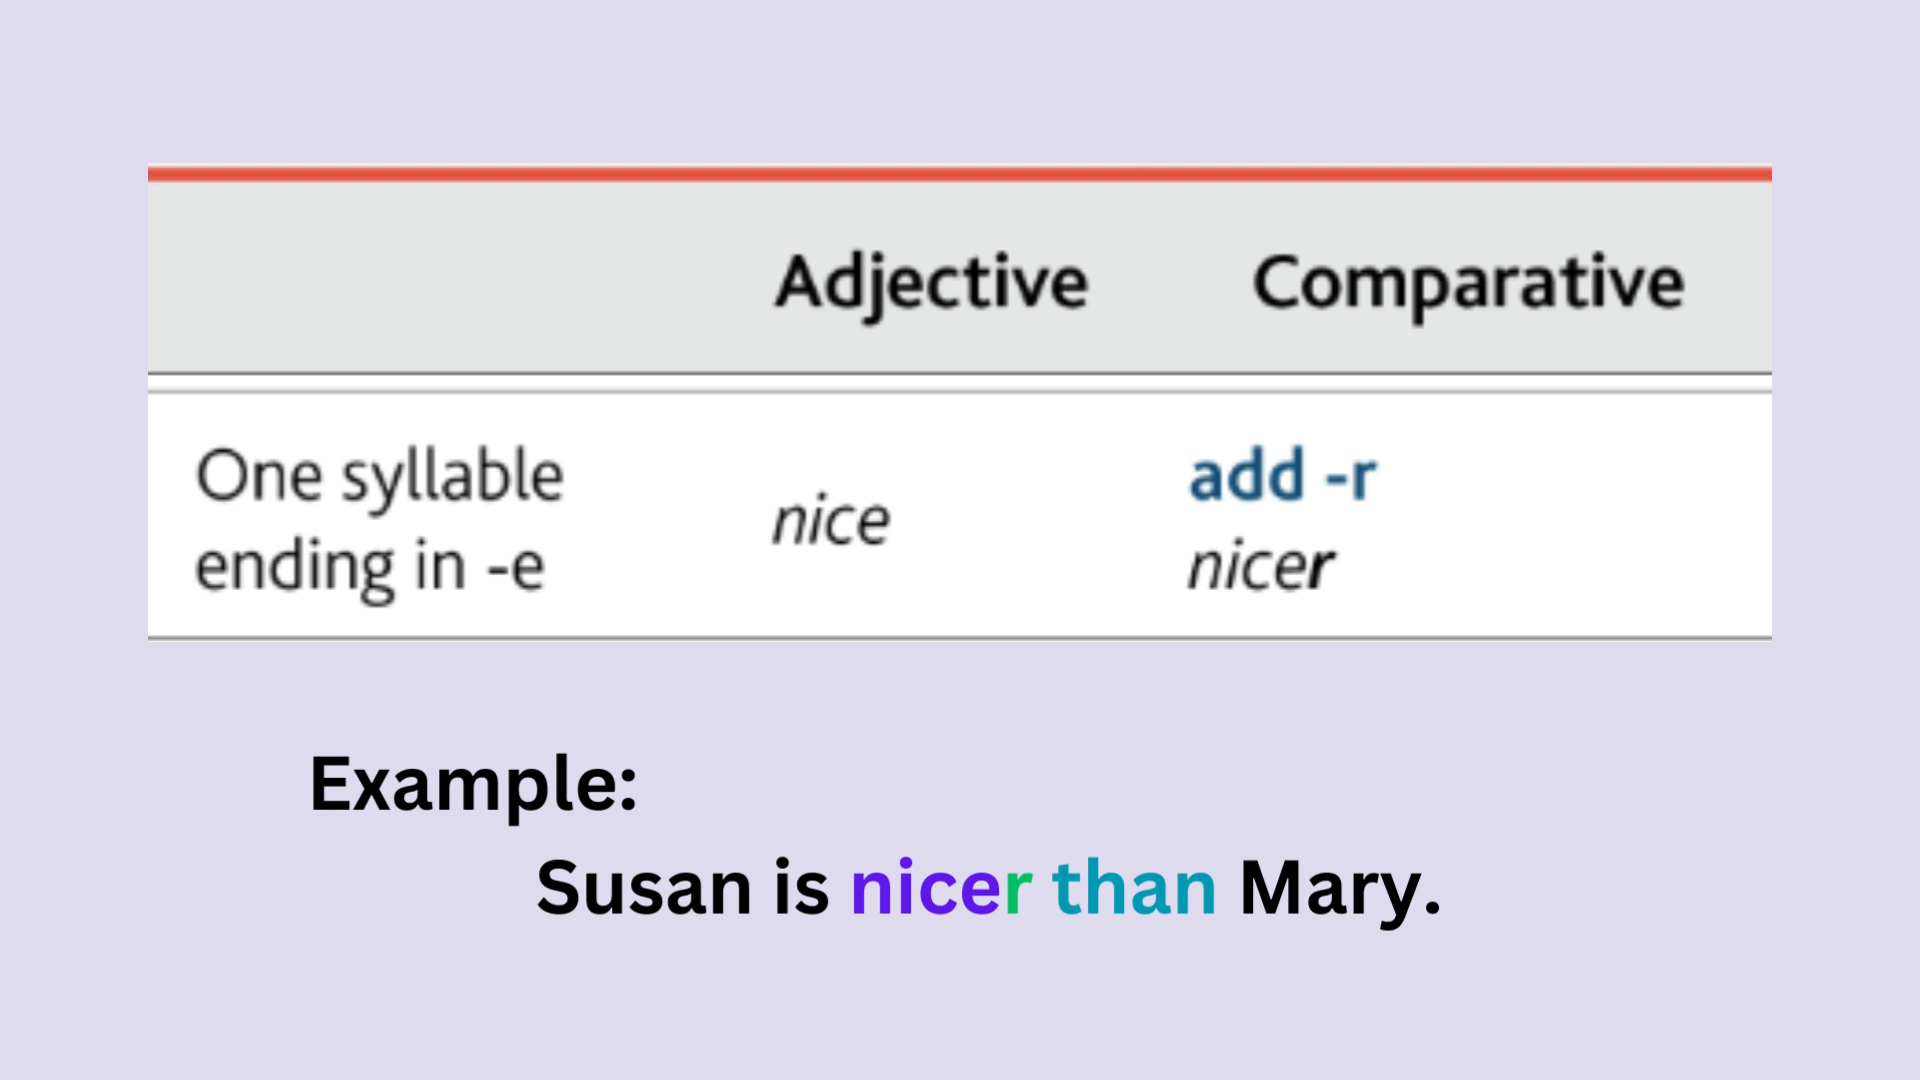 Adjective Comparative
One syllable
ending in -e
nice
add -r
nicer
Example:
Susan is nicer than Mary.